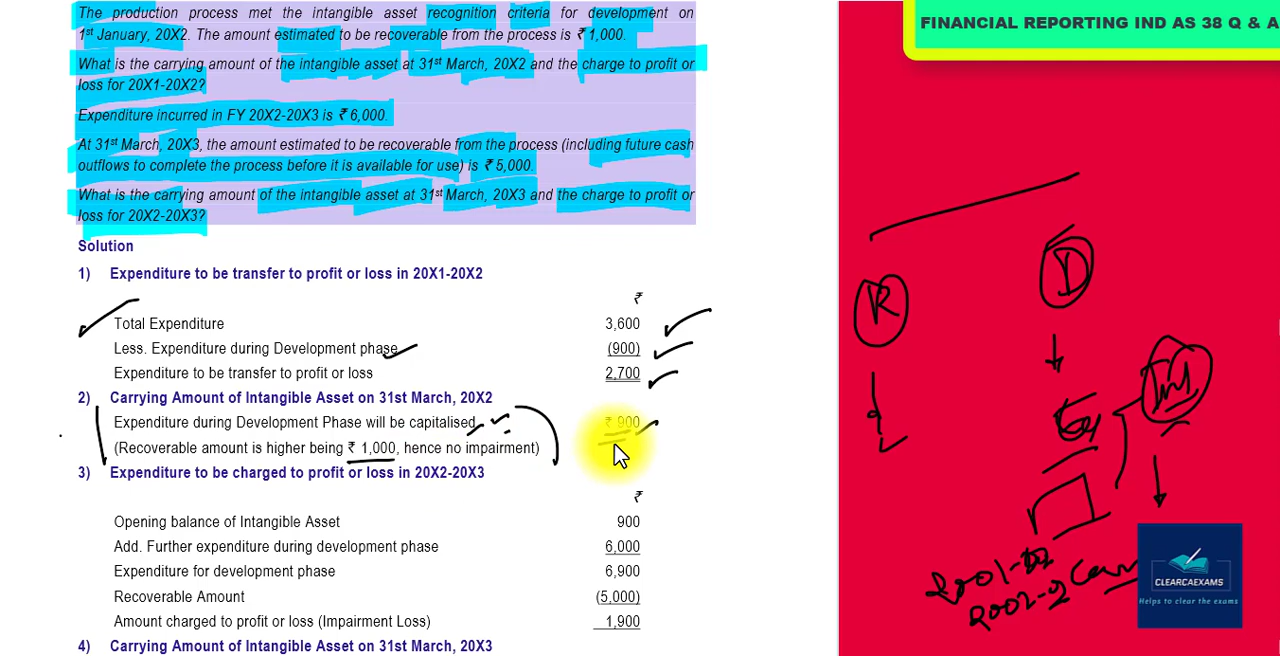 The production process met the intangible asset recognition criteria for development on
1st January, 20X2. The amount estimated to be recoverable from the process is ₹ 1,000.
What is the carrying amount of the intangible asset at 31st March, 20X2 and the charge to profit or
loss for 20X1-20X2?
Expenditure incurred in FY 20X2-20X3 is ₹ 6,000.
At 31st March, 20X3, the amount estimated to be recoverable from the process (including future cash
outflows to complete the process before it is available for use) is ₹ 5,000.
What is the carrying amount of the intangible asset at 31st March, 20X3 and the charge to profit or
loss for 20X2-20X3?
Solution
1) Expenditure to be transfer to profit or loss in 20X1-20X2
₹
Total Expenditure 3,600
Less. Expenditure during Development phase (900)
Expenditure to be transfer to profit or loss 2,700
2) Carrying Amount of Intangible Asset on 31st March, 20X2
Expenditure during Development Phase will be capitalised ₹ 900
(Recoverable amount is higher being ₹ 1,000, hence no impairment)
3) Expenditure to be charged to profit or loss in 20X2-20X3
₹
Opening balance of Intangible Asset 900
Add. Further expenditure during development phase 6,000
Expenditure for development phase 6,900
Recoverable Amount (5,000)
Amount charged to profit or loss (Impairment Loss) 1,900
4) Carrying Amount of Intangible Asset on 31st March, 20X3
FINANCIAL REPORTING IND AS 38 Q & A
R
D
CLEARCAEXAMS
Helps to clear the exams